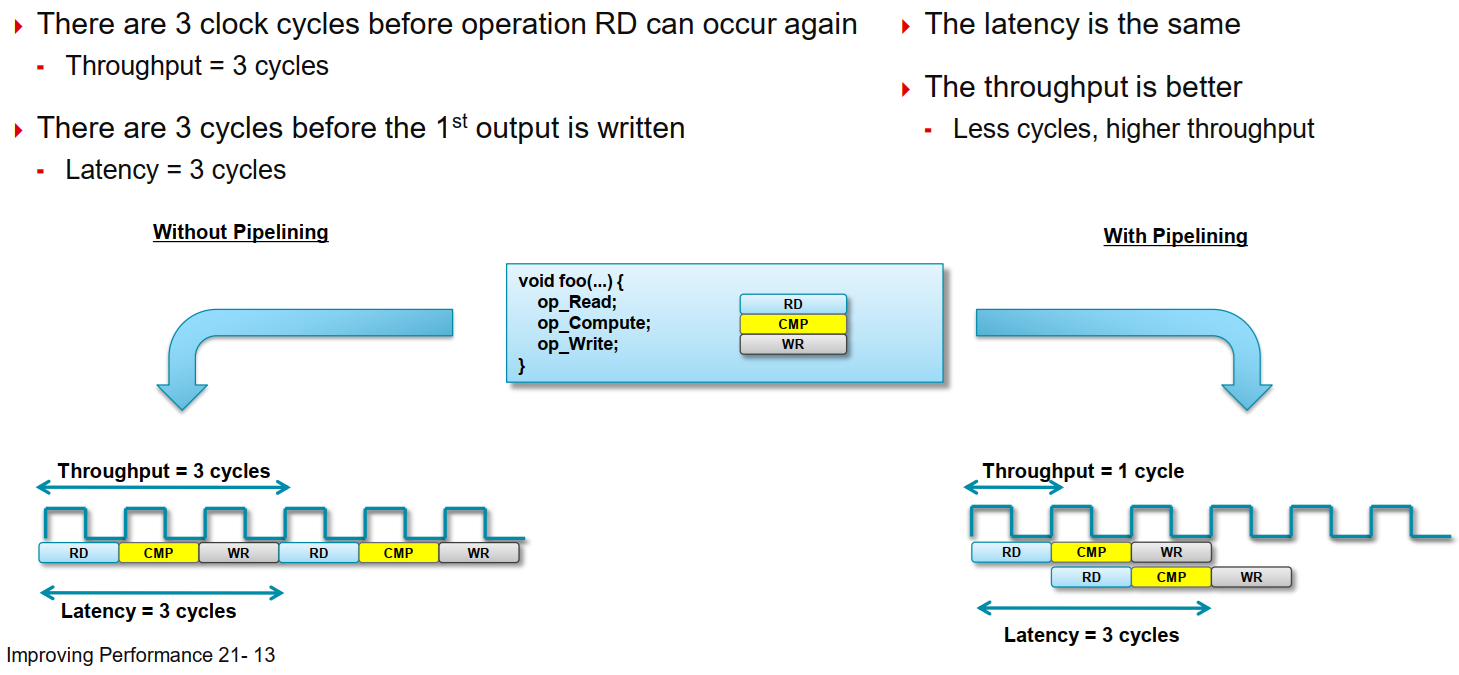 There are 3 clock cycles before operation RD can occur again
- Throughput = 3 cycles
There are 3 cycles before the 1st output is written
- Latency = 3 cycles
The latency is the same
The throughput is better
- Less cycles, higher throughput
Without Pipelining
With Pipelining
void foo(...) {
op_Read;
op_Compute;
op_Write;
}
RD
CMP
WR
Throughput = 3 cycles
RD CMP WR RD CMP WR
Latency = 3 cycles
Throughput = 1 cycle
RD CMP WR
RD CMP WR
Latency = 3 cycles
Improving Performance 21- 13